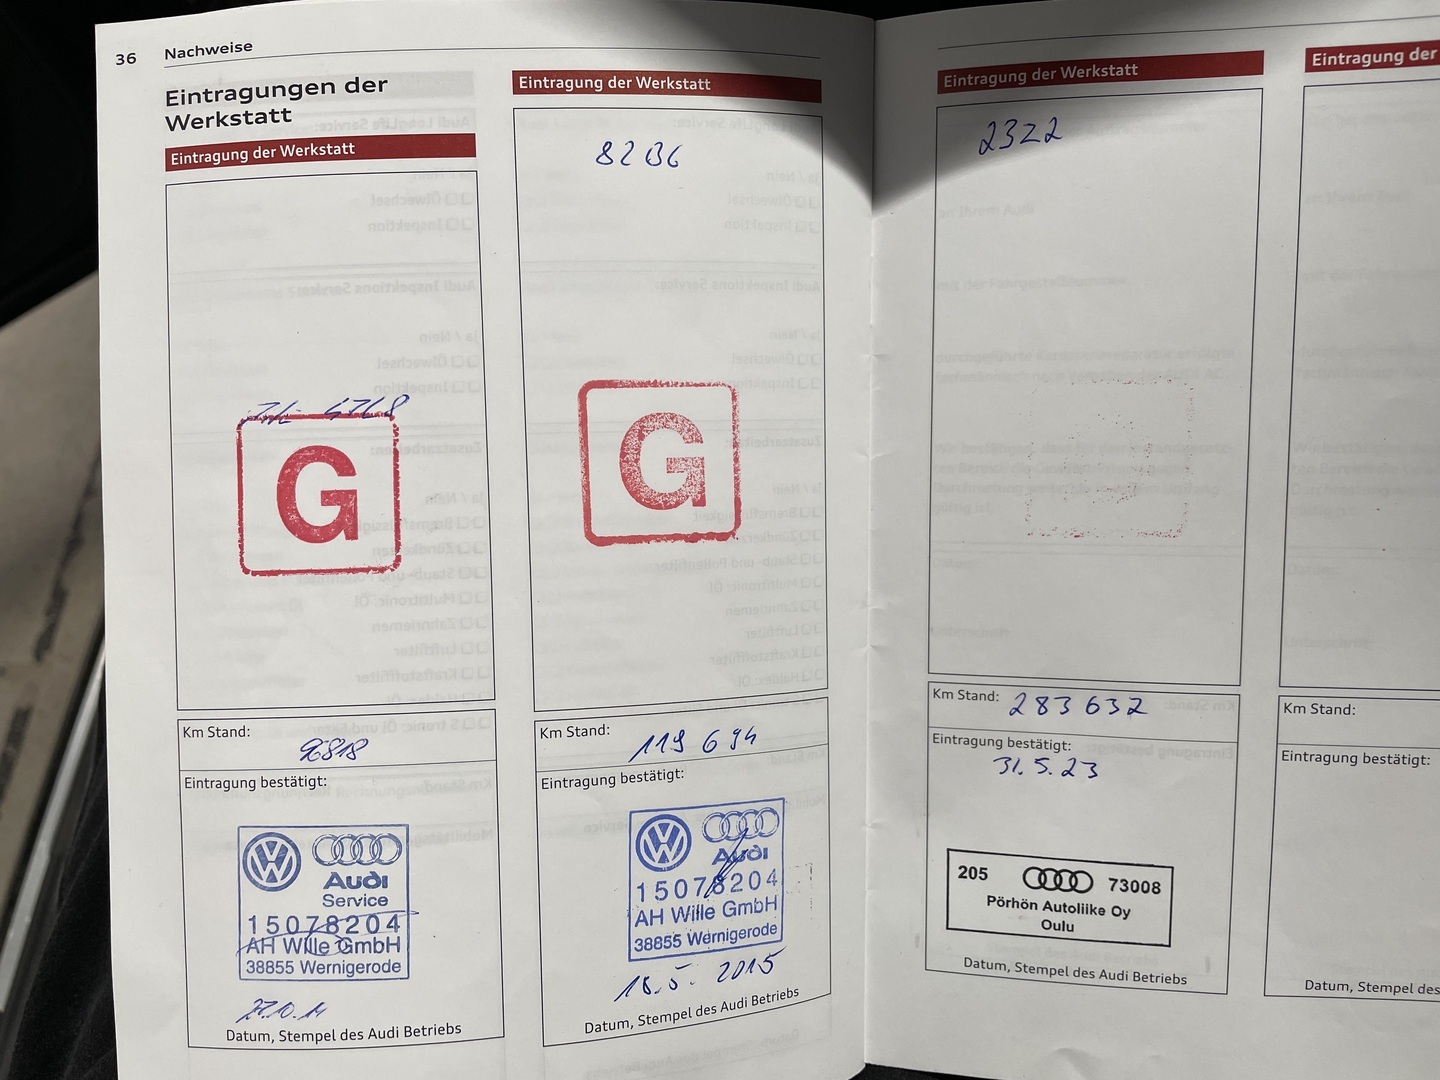 36 Nachweise
Eintragungen der
Werkstatt
Eintragung der Werkstatt
G
Km Stand:
Eintragung bestätigt:
Audi
Service
15078204
AH Wille GmbH
38855 Wernigerode
Datum, Stempel des Audi Betriebs
Eintragung der Werkstatt
G
Km Stand:
119 694
Eintragung bestätigt:
Audi
15078204
AH Wille GmbH
38855 Wernigerode
18.5. 2015
Datum, Stempel des Audi Betriebs
Eintragung der Werkstatt
2322
Km Stand: 283 632
Eintragung bestätigt:
31.5.23
205 73008
Pörhön Autoliike Oy
Oulu
Datum, Stempel des Audi Betriebs
Eintragung der
Km Stand:
Eintragung bestätigt:
Datum, Stempel des